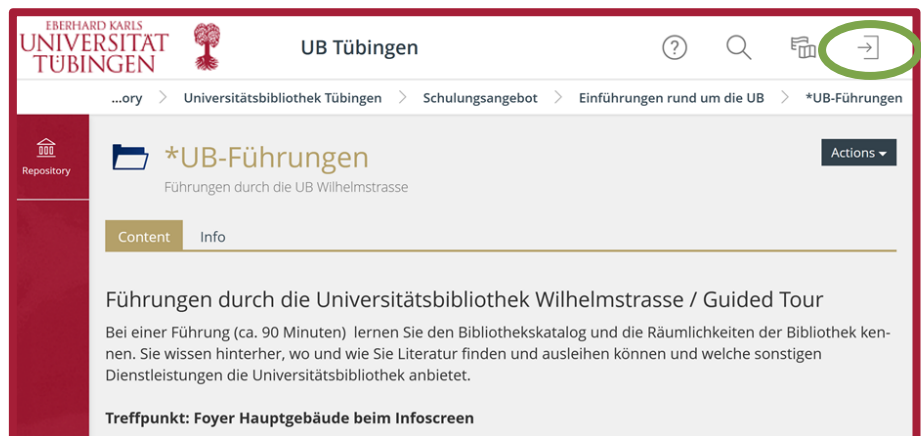 EBERHARD KARLS
UNIVERSITÄT
TÜBINGEN
UB Tübingen
...ory > Universitätsbibliothek Tübingen > Schulungsangebot > Einführungen rund um die UB > *UB-Führungen
Repository
*UB-Führungen
Actions
Führungen durch die UB Wilhelmstrasse
Content Info
Führungen durch die Universitätsbibliothek Wilhelmstrasse / Guided Tour
Bei einer Führung (ca. 90 Minuten) lernen Sie den Bibliothekskatalog und die Räumlichkeiten der Bibliothek ken-
nen. Sie wissen hinterher, wo und wie Sie Literatur finden und ausleihen können und welche sonstigen
Dienstleistungen die Universitätsbibliothek anbietet.
Treffpunkt: Foyer Hauptgebäude beim Infoscreen